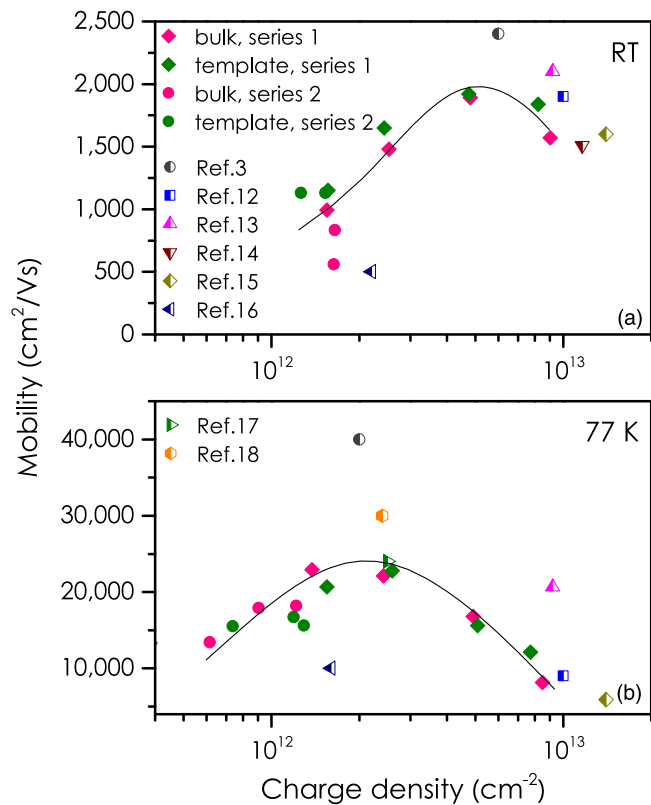 2,500
2,000
1,500
1,000
500
0
bulk, series 1
template, series 1
bulk, series 2
template, series 2
Ref.3
Ref.12
Ref.13
Ref.14
Ref.15
Ref.16
RT
(a)
10¹² 10¹³
Mobility (cm²/Vs)
40,000
30,000
20,000
10,000
Ref.17
Ref.18
77 K
(b)
10¹² 10¹³
Charge density (cm⁻²)